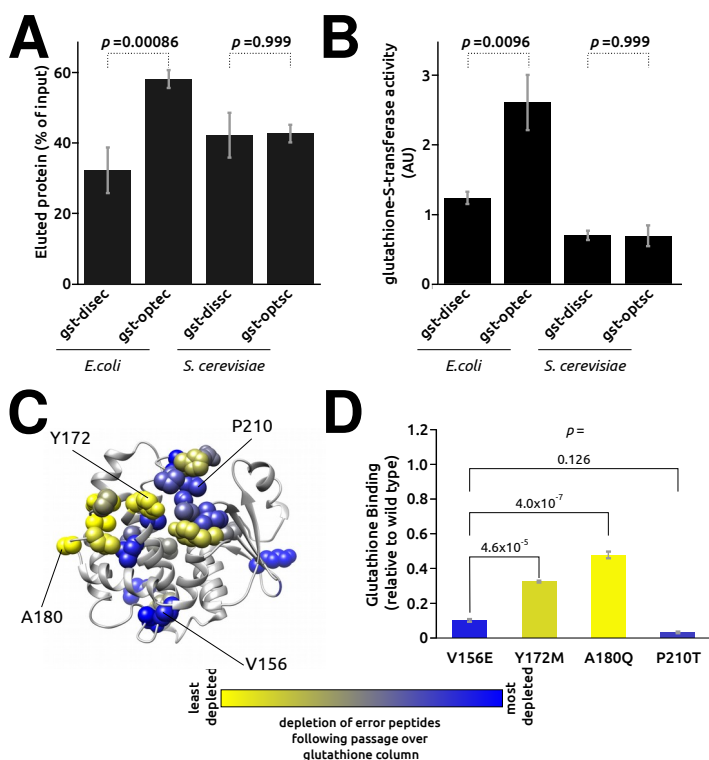 A
p =0.00086
p =0.999
Eluted protein (% of input)
60
40
20
0
gst-disec
gst-optec
gst-dissc
gst-optsc
E.coli
S. cerevisiae
B
p =0.0096
p =0.999
glutathione-S-transferase activity
(AU)
3
2
1
0
gst-disec
gst-optec
gst-dissc
gst-optsc
E.coli
S. cerevisiae
C
Y172
P210
A180
V156
least
depleted
most
depleted
depletion of error peptides
following passage over
glutathione column
D
Glutathione Binding
(relative to wild type)
1.2
1.0
0.8
0.6
0.4
0.2
0
p =
0.126
4.0x10-7
4.6x10-5
V156E
Y172M
A180Q
P210T